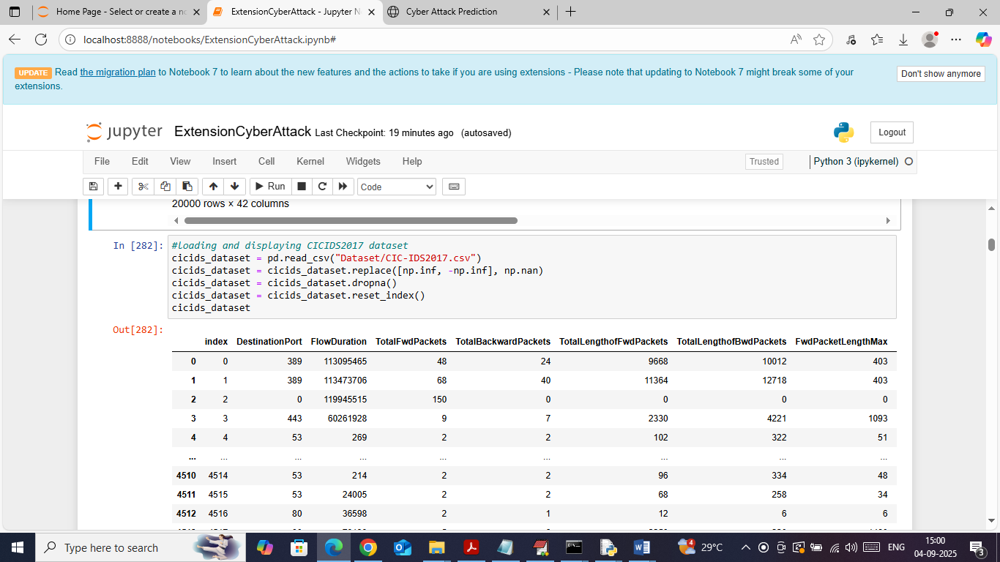 Home Page - Select or create a no
ExtensionCyberAttack - Jupyter N
Cyber Attack Prediction
localhost:8888/notebooks/ExtensionCyberAttack.ipynb#
UPDATE Read the migration plan to Notebook 7 to learn about the new features and the actions to take if you are using extensions - Please note that updating to Notebook 7 might break some of your
extensions.
Don't show anymore
jupyter ExtensionCyberAttack Last Checkpoint: 19 minutes ago (autosaved)
Logout
File Edit View Insert Cell Kernel Widgets Help
Trusted
Python 3 (ipykernel)
Run
Code
20000 rows × 42 columns
In [282]: #loading and displaying CICIDS2017 dataset
cicids_dataset = pd.read_csv("Dataset/CIC-IDS2017.csv")
cicids_dataset = cicids_dataset.replace([np.inf, -np.inf], np.nan)
cicids_dataset = cicids_dataset.dropna()
cicids_dataset = cicids_dataset.reset_index()
cicids_dataset
Out[282]:
index DestinationPort FlowDuration TotalFwdPackets TotalBackwardPackets TotalLengthofFwdPackets TotalLengthofBwdPackets FwdPacketLengthMax
0 0 389 113095465 48 24 9668 10012 403
1 1 389 113473706 68 40 11364 12718 403
2 2 0 119945515 150 0 0 0 0
3 3 443 60261928 9 7 2330 4221 1093
4 4 53 269 2 2 102 322 51
... ... ... ... ... ... ... ... ...
4510 4514 53 214 2 2 96 334 48
4511 4515 53 24005 2 2 68 258 34
4512 4516 80 36598 2 1 12 6 6
Type here to search
4
29°C
ENG
15:00
04-09-2025
3